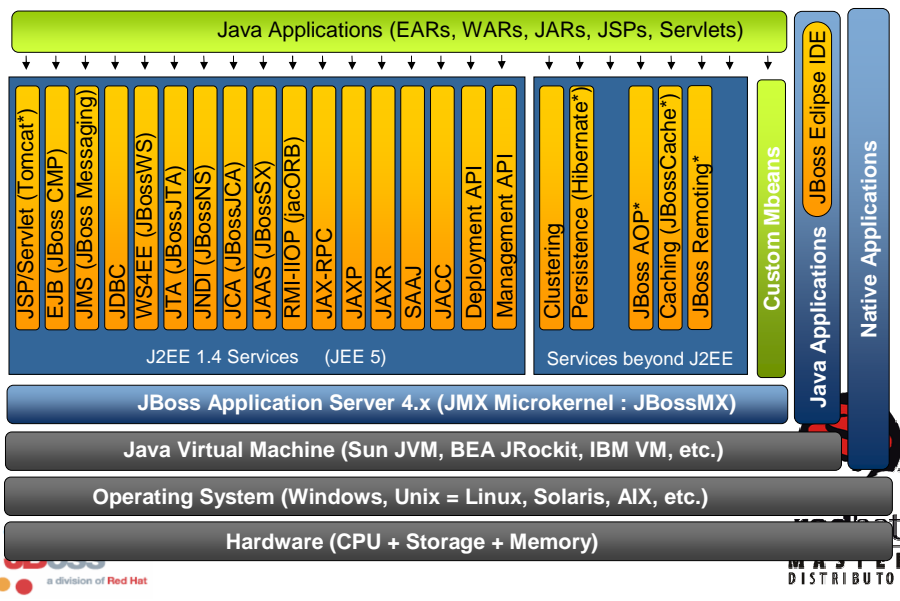 Java Applications (EARs, WARs, JARs, JSPs, Servlets)
JSP/Servlet (Tomcat*)
EJB (JBoss CMP)
JMS (JBoss Messaging)
JDBC
WS4EE (JBossWS)
JTA (JBossJTA)
JNDI (JBossNS)
JCA (JBossJCA)
JAAS (JBossSX)
RMI-IIOP (jacORB)
JAX-RPC
JAXP
JAXR
SAAJ
JACC
Deployment API
Management API
J2EE 1.4 Services (JEE 5)
Clustering
Persistence (Hibernate*)
JBoss AOP*
Caching (JBossCache*)
JBoss Remoting*
Services beyond J2EE
Custom Mbeans
JBoss Eclipse IDE
Java Applications
Native Applications
JBoss Application Server 4.x (JMX Microkernel : JBossMX)
Java Virtual Machine (Sun JVM, BEA JRockit, IBM VM, etc.)
Operating System (Windows, Unix = Linux, Solaris, AIX, etc.)
Hardware (CPU + Storage + Memory)
a division of Red Hat
DISTRIBUTO